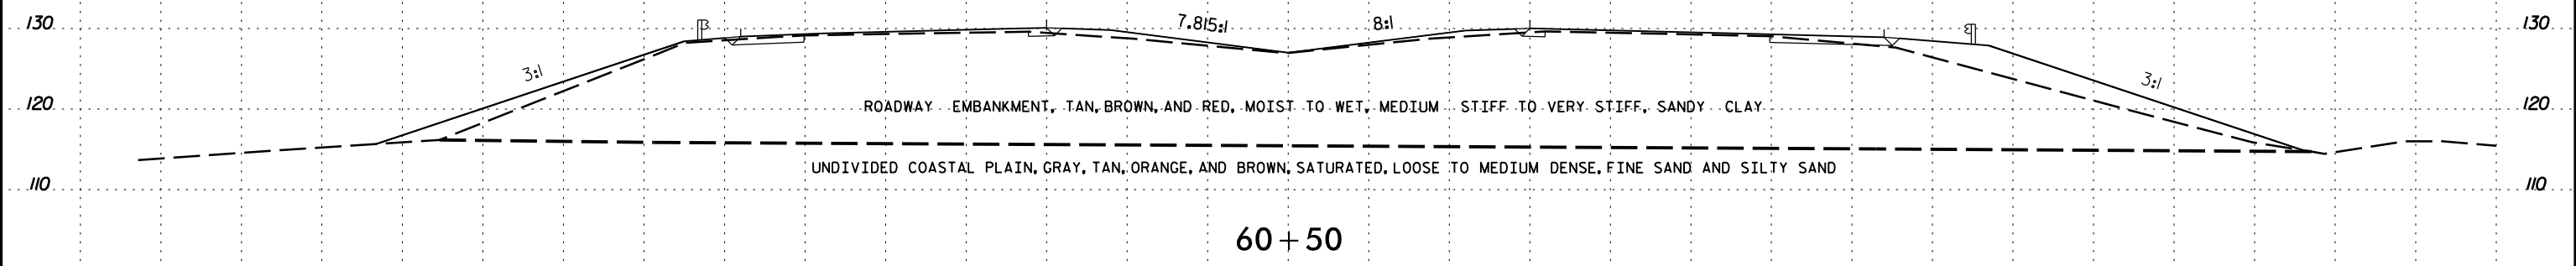 130 7.815:1 8:1 130
3:1 3:1
120 ROADWAY EMBANKMENT, TAN, BROWN, AND RED, MOIST TO WET, MEDIUM STIFF TO VERY STIFF, SANDY CLAY 120
UNDIVIDED COASTAL PLAIN, GRAY, TAN, ORANGE, AND BROWN, SATURATED, LOOSE TO MEDIUM DENSE, FINE SAND AND SILTY SAND
110 110
60+50